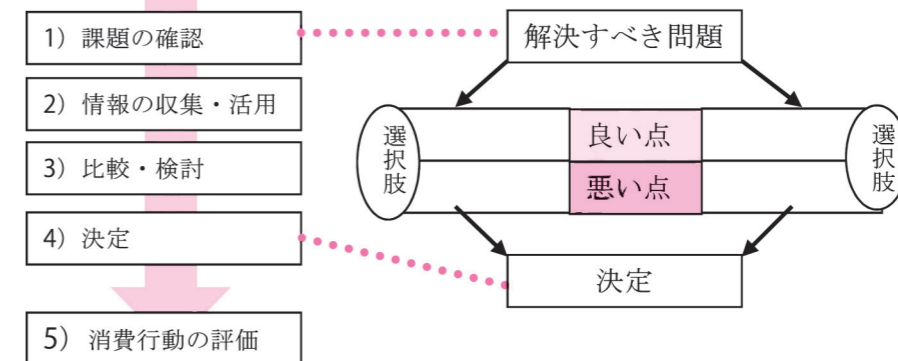 1）課題の確認
2）情報の収集・活用
3）比較・検討
4）決定
5）消費行動の評価
解決すべき問題
選択肢
良い点
悪い点
選択肢
決定